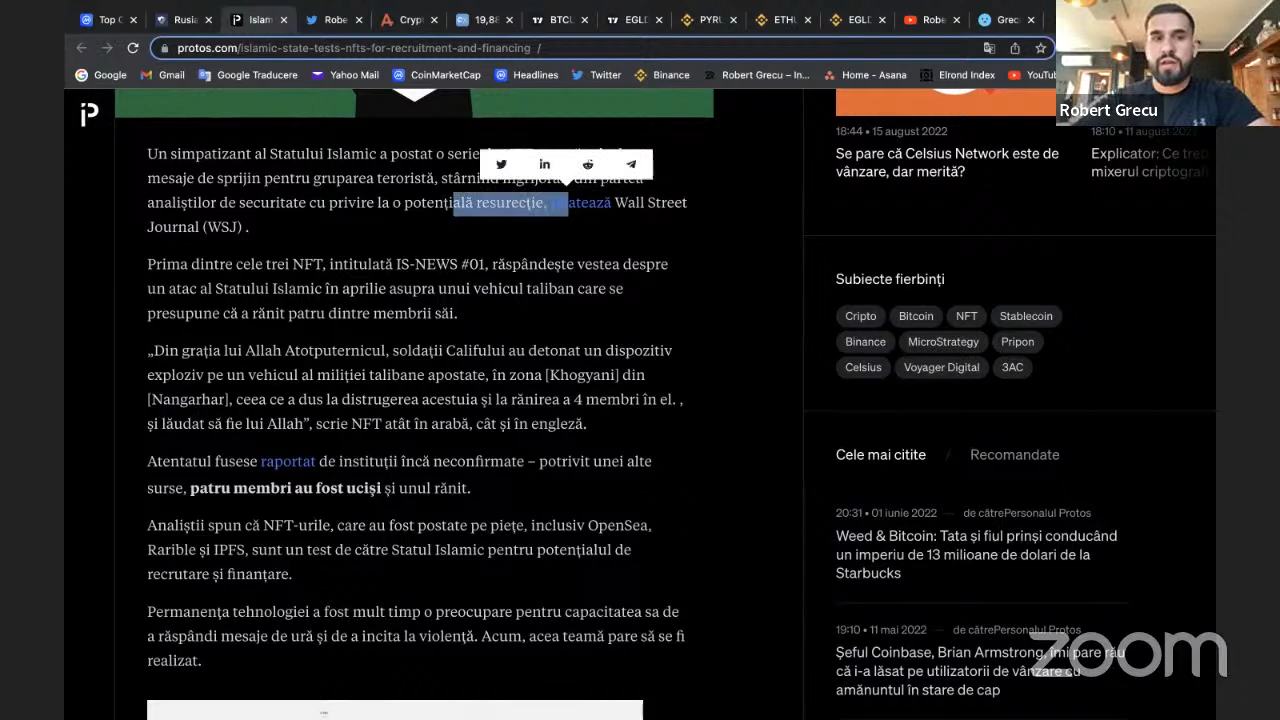 Top C
Rusia
Islam
Robe
Cryp
19,88
BTCU
EGLD
PYRU
ETHU
EGLD
Robe
Grec
protos.com/islamic-state-tests-nfts-for-recruitment-and-financing /
Google
Gmail
Google Traducere
Yahoo Mail
CoinMarketCap
Headlines
Twitter
Binance
Robert Grecu – In...
Home - Asana
Elrond Index
YouTu
Robert Grecu
Un simpatizant al Statului Islamic a postat o serie
mesaje de sprijin pentru gruparea teroristă, stârnind îngrijorări din partea
analiștilor de securitate cu privire la o potențială resurecție, relatează Wall Street
Journal (WSJ) .
Prima dintre cele trei NFT, intitulată IS-NEWS #01, răspândește vestea despre
un atac al Statului Islamic în aprilie asupra unui vehicul taliban care se
presupune că a rănit patru dintre membrii săi.
„Din grația lui Allah Atotputernicul, soldații Califului au detonat un dispozitiv
exploziv pe un vehicul al miliției talibane apostate, în zona [Khogyani] din
[Nangarhar], ceea ce a dus la distrugerea acestuia și la rănirea a 4 membri în el. ,
și lăudat să fie lui Allah”, scrie NFT atât în arabă, cât și în engleză.
Atentatul fusese raportat de instituții încă neconfirmate – potrivit unei alte
surse, patru membri au fost uciși și unul rănit.
Analiștii spun că NFT-urile, care au fost postate pe piețe, inclusiv OpenSea,
Rarible și IPFS, sunt un test de către Statul Islamic pentru potențialul de
recrutare și finanțare.
Permanența tehnologiei a fost mult timp o preocupare pentru capacitatea sa de
a răspândi mesaje de ură și de a incita la violență. Acum, acea teamă pare să se fi
realizat.
18:44 • 15 august 2022
Se pare că Celsius Network este de
vânzare, dar merită?
18:10 • 11 august 202
Explicator: Ce tre
mixerul criptograf
Subiecte fierbinți
Cripto
Bitcoin
NFT
Stablecoin
Binance
MicroStrategy
Pripon
Celsius
Voyager Digital
3AC
Cele mai citite / Recomandate
20:31 • 01 iunie 2022 — de cătrePersonalul Protos
Weed & Bitcoin: Tata și fiul prinși conducând
un imperiu de 13 milioane de dolari de la
Starbucks
19:10 • 11 mai 2022 — de cătrePersonalul Protos
Șeful Coinbase, Brian Armstrong, îmi pare rău
că i-a lăsat pe utilizatorii de vânzare cu
amănuntul în stare de cap
zoom